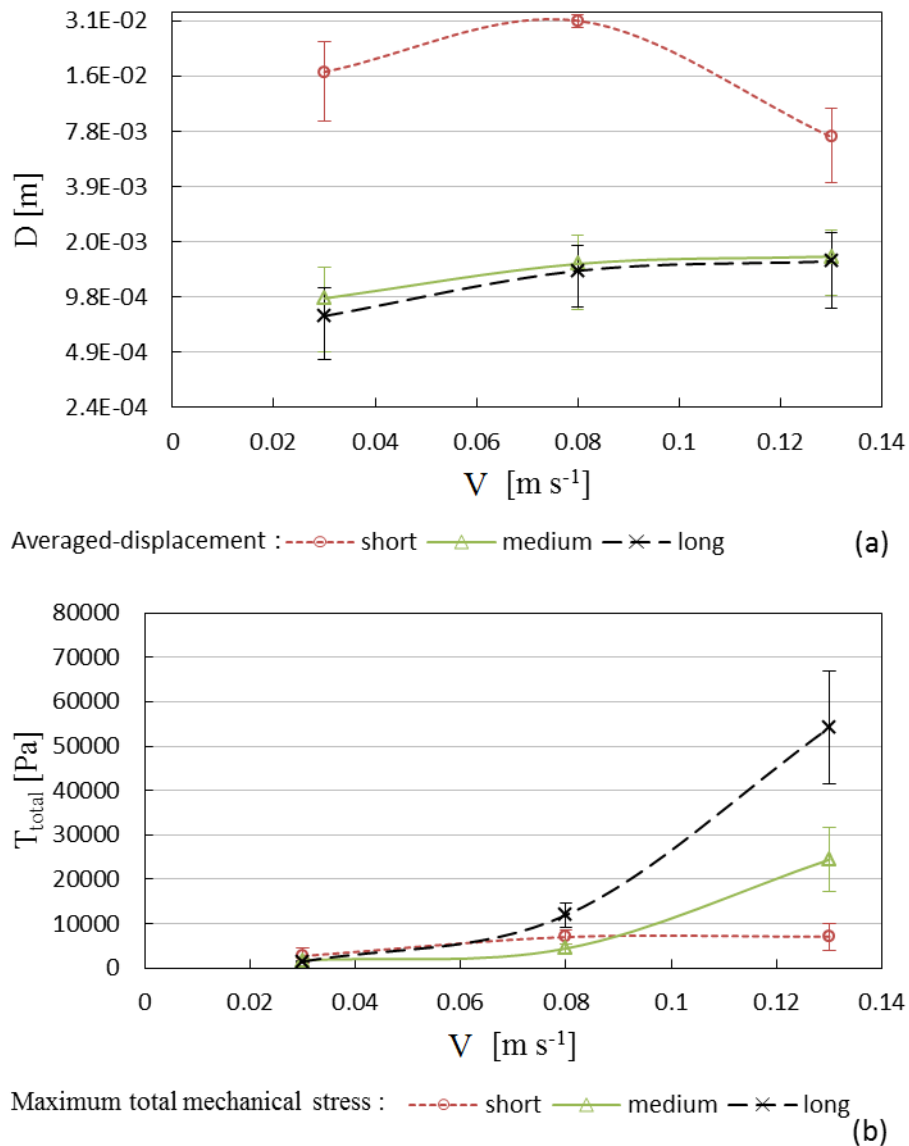 3.1E-02
1.6E-02
7.8E-03
3.9E-03
2.0E-03
9.8E-04
4.9E-04
2.4E-04
D [m]
0 0.02 0.04 0.06 0.08 0.1 0.12 0.14
V [m s-1]
Averaged-displacement : short medium long
(a)
80000
70000
60000
50000
40000
30000
20000
10000
0
Ttotal [Pa]
0 0.02 0.04 0.06 0.08 0.1 0.12 0.14
V [m s-1]
Maximum total mechanical stress : short medium long
(b)